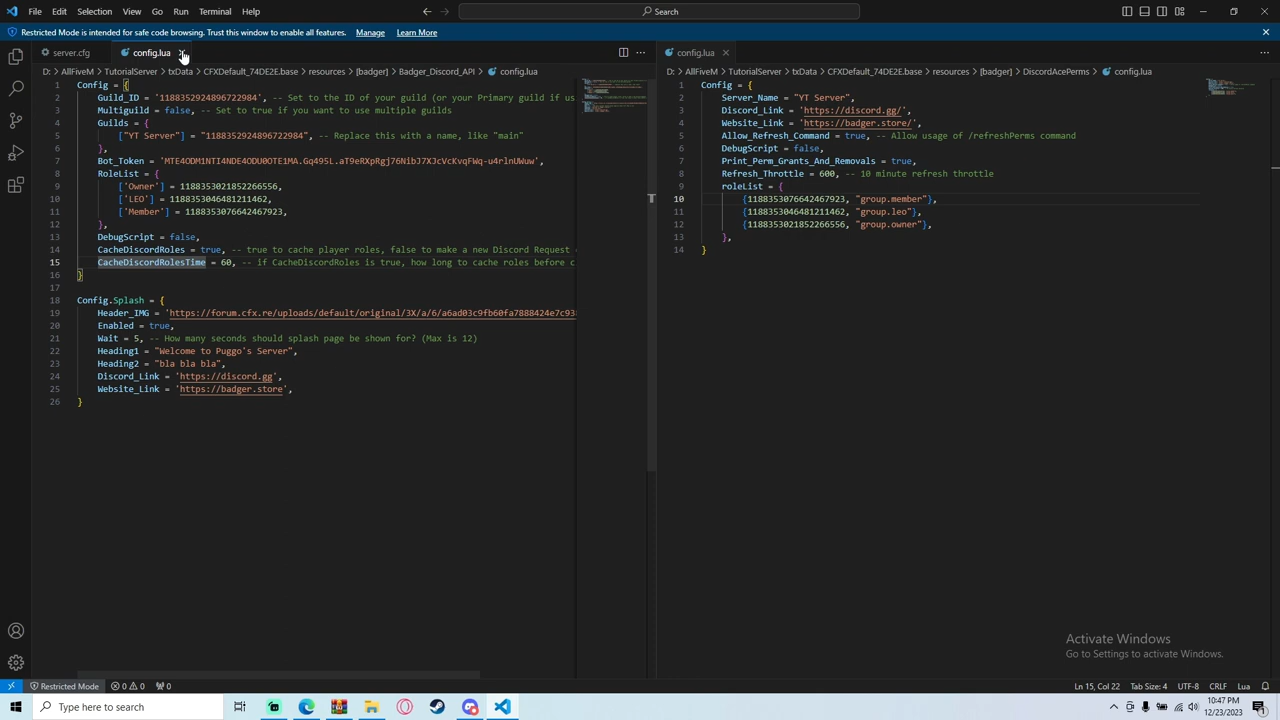 File Edit Selection View Go Run Terminal Help Search
Restricted Mode is intended for safe code browsing. Trust this window to enable all features. Manage Learn More
server.cfg config.lua
D: > AllFiveM > TutorialServer > txData > CFXDefault_74DE2E.base > resources > [badger] > Badger_Discord_API > config.lua
1 Config = {
2 Guild_ID = '1188352924896722984', -- Set to the ID of your guild (or your Primary guild if us
3 Multiguild = false, -- Set to true if you want to use multiple guilds
4 Guilds = {
5 ["YT Server"] = "1188352924896722984", -- Replace this with a name, like "main"
6 },
7 Bot_Token = 'MTE4ODM1NTI4NDE4ODU0OTE1MA.Gq495L.aT9eRXpRgj76NibJ7XJcVcKvqFWq-u4rlnUWuw',
8 RoleList = {
9 ['Owner'] = 1188353021852266556,
10 ['LEO'] = 1188353046481211462,
11 ['Member'] = 1188353076642467923,
12 },
13 DebugScript = false,
14 CacheDiscordRoles = true, -- true to cache player roles, false to make a new Discord Request
15 CacheDiscordRolesTime = 60, -- if CacheDiscordRoles is true, how long to cache roles before c
16 }
17
18 Config.Splash = {
19 Header_IMG = 'https://forum.cfx.re/uploads/default/original/3X/a/6/a6ad03c9fb60fa7888424e7c93
20 Enabled = true,
21 Wait = 5, -- How many seconds should splash page be shown for? (Max is 12)
22 Heading1 = "Welcome to Puggo's Server",
23 Heading2 = "bla bla bla",
24 Discord_Link = 'https://discord.gg',
25 Website_Link = 'https://badger.store',
26 }
config.lua
D: > AllFiveM > TutorialServer > txData > CFXDefault_74DE2E.base > resources > [badger] > DiscordAcePerms > config.lua
1 Config = {
2 Server_Name = "YT Server",
3 Discord_Link = 'https://discord.gg/',
4 Website_Link = 'https://badger.store/',
5 Allow_Refresh_Command = true, -- Allow usage of /refreshPerms command
6 DebugScript = false,
7 Print_Perm_Grants_And_Removals = true,
8 Refresh_Throttle = 600, -- 10 minute refresh throttle
9 roleList = {
10 {1188353076642467923, "group.member"},
11 {1188353046481211462, "group.leo"},
12 {1188353021852266556, "group.owner"},
13 },
14 }
Activate Windows
Go to Settings to activate Windows.
Restricted Mode 0 0 0 Ln 15, Col 22 Tab Size: 4 UTF-8 CRLF Lua
Type here to search
10:47 PM
12/23/2023